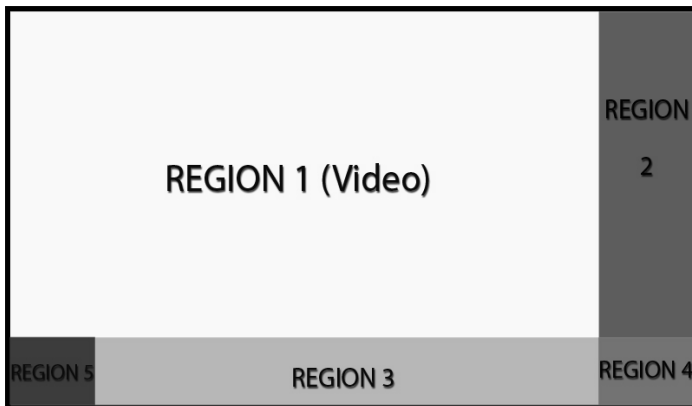 REGION
2
REGION 1 (Video)
REGION 5
REGION 3
REGION 4